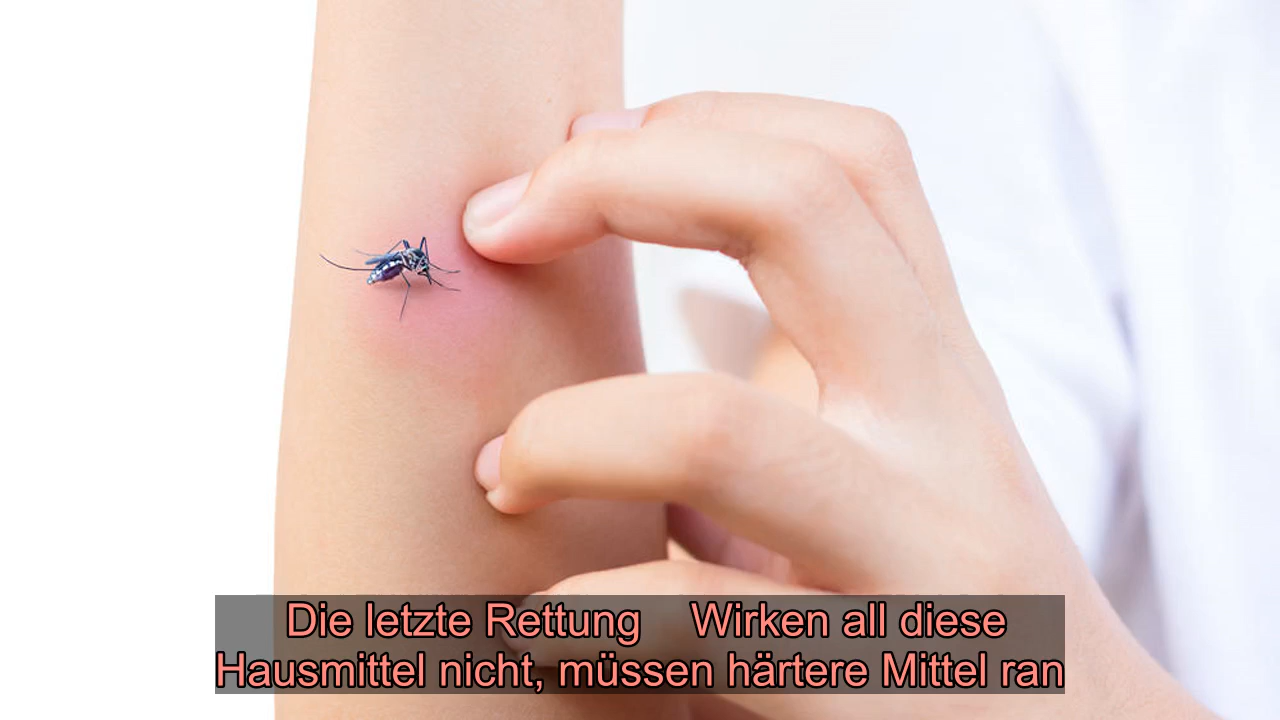 Die letzte Rettung    Wirken all diese
Hausmittel nicht, müssen härtere Mittel ran